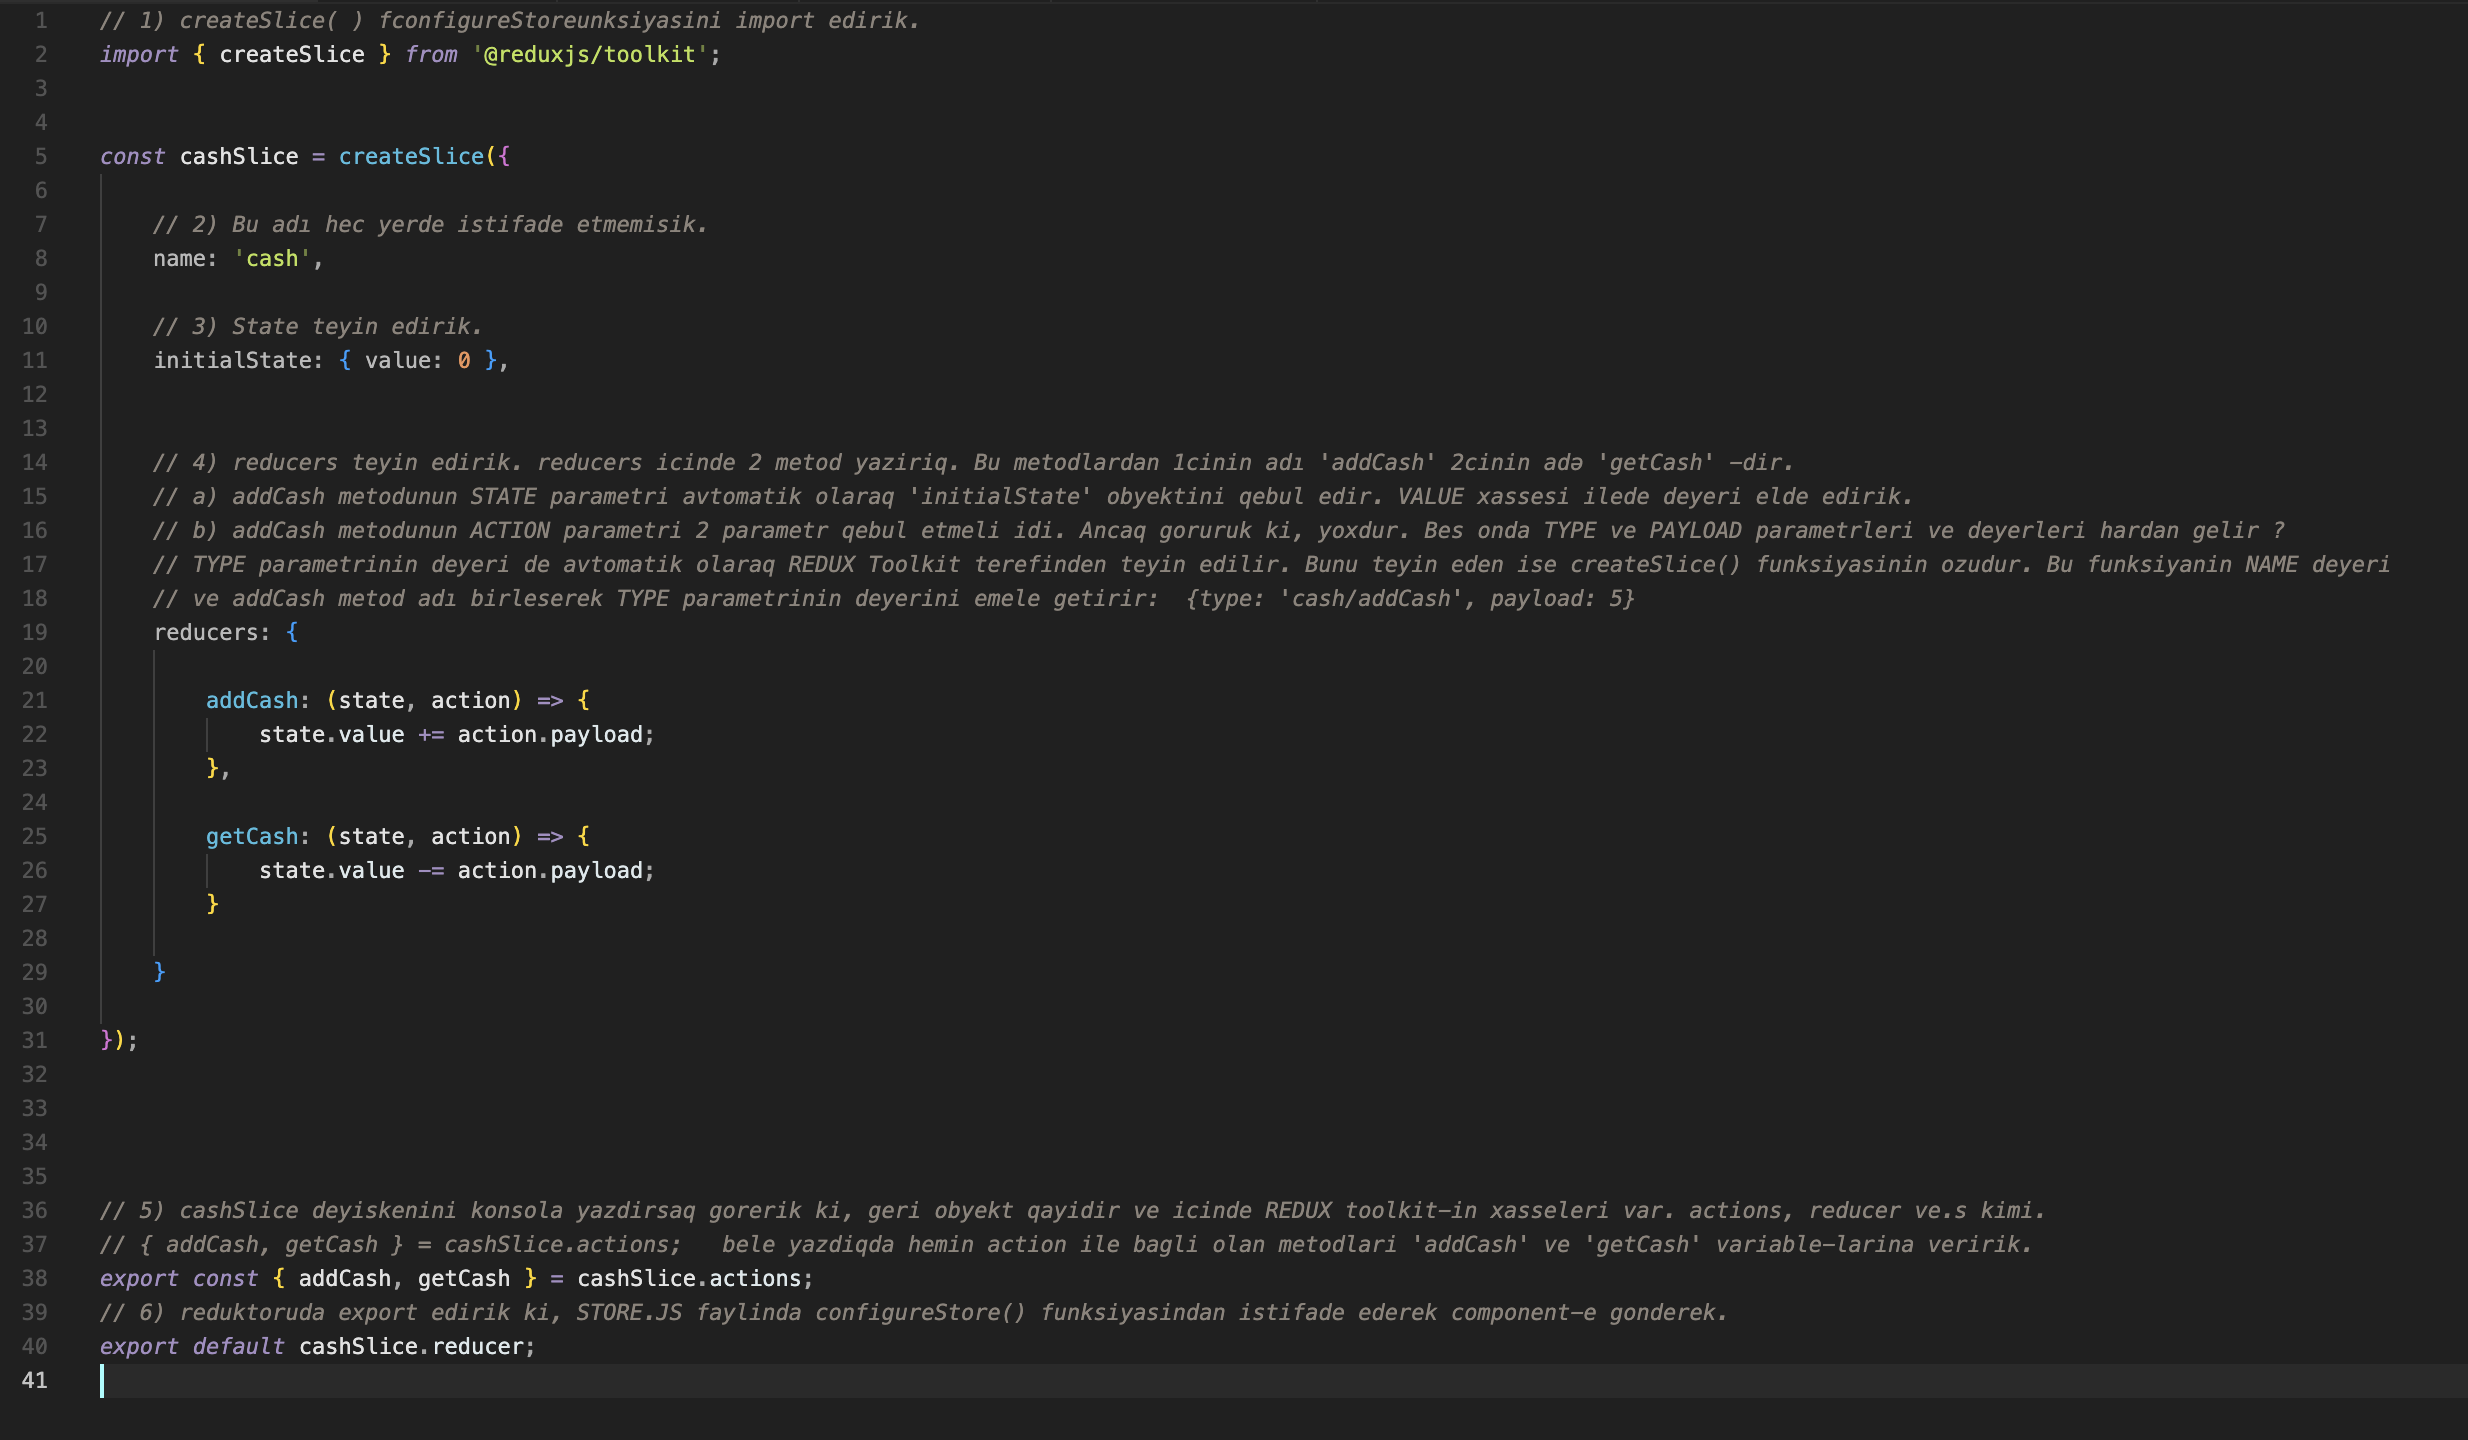 1 // 1) createSlice( ) fconfigureStoreunksiyasini import edirik.
2 import { createSlice } from '@reduxjs/toolkit';
3
4
5 const cashSlice = createSlice({
6
7 // 2) Bu adı hec yerde istifade etmemisik.
8 name: 'cash',
9
10 // 3) State teyin edirik.
11 initialState: { value: 0 },
12
13
14 // 4) reducers teyin edirik. reducers icinde 2 metod yaziriq. Bu metodlardan 1cinin adı 'addCash' 2cinin adə 'getCash' -dir.
15 // a) addCash metodunun STATE parametri avtomatik olaraq 'initialState' obyektini qebul edir. VALUE xassesi ilede deyeri elde edirik.
16 // b) addCash metodunun ACTION parametri 2 parametr qebul etmeli idi. Ancaq goruruk ki, yoxdur. Bes onda TYPE ve PAYLOAD parametrleri ve deyerleri hardan gelir ?
17 // TYPE parametrinin deyeri de avtomatik olaraq REDUX Toolkit terefinden teyin edilir. Bunu teyin eden ise createSlice() funksiyasinin ozudur. Bu funksiyanin NAME deyeri
18 // ve addCash metod adı birleserek TYPE parametrinin deyerini emele getirir:  {type: 'cash/addCash', payload: 5}
19 reducers: {
20
21 addCash: (state, action) => {
22 state.value += action.payload;
23 },
24
25 getCash: (state, action) => {
26 state.value -= action.payload;
27 }
28
29 }
30
31 });
32
33
34
35
36 // 5) cashSlice deyiskenini konsola yazdirsaq gorerik ki, geri obyekt qayidir ve icinde REDUX toolkit-in xasseleri var. actions, reducer ve.s kimi.
37 // { addCash, getCash } = cashSlice.actions;   bele yazdiqda hemin action ile bagli olan metodlari 'addCash' ve 'getCash' variable-larina veririk.
38 export const { addCash, getCash } = cashSlice.actions;
39 // 6) reduktoruda export edirik ki, STORE.JS faylinda configureStore() funksiyasindan istifade ederek component-e gonderek.
40 export default cashSlice.reducer;
41